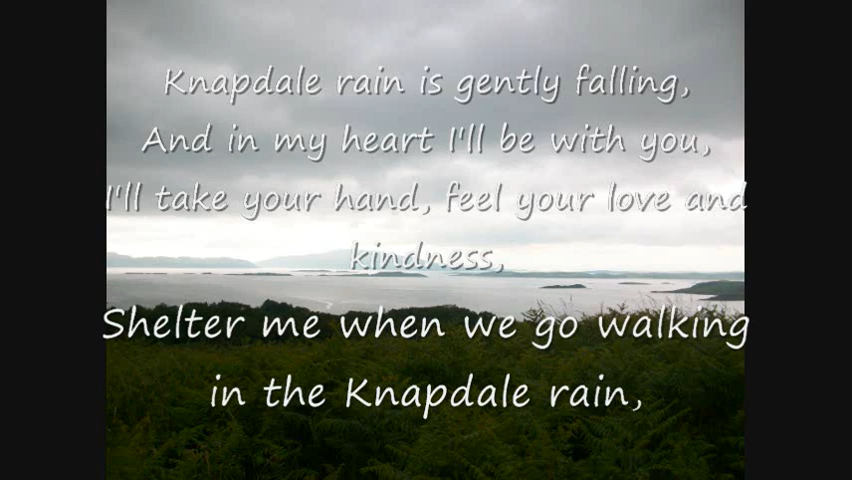 Knapdale rain is gently falling,
And in my heart I'll be with you,
I'll take your hand, feel your love and
kindness,
Shelter me when we go walking
in the Knapdale rain,